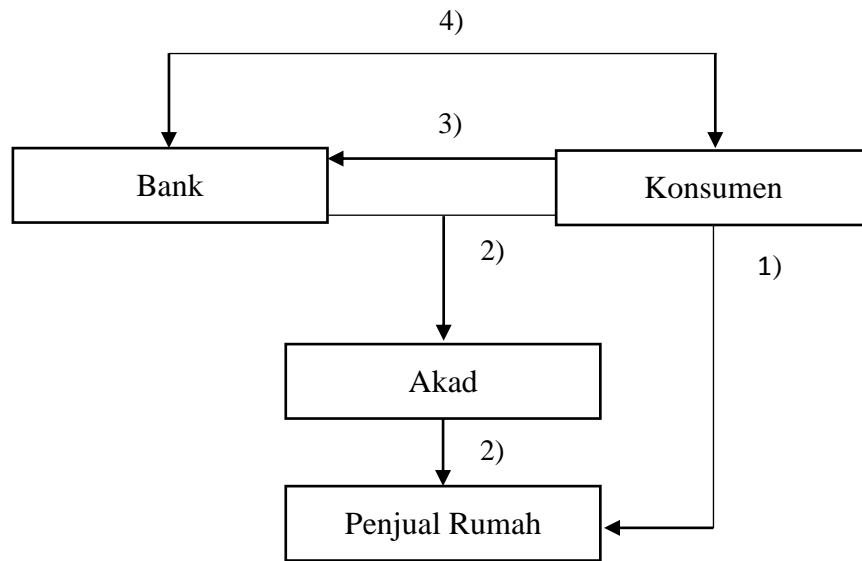 4)
3)
Bank
Konsumen
2)
1)
Akad
2)
Penjual Rumah